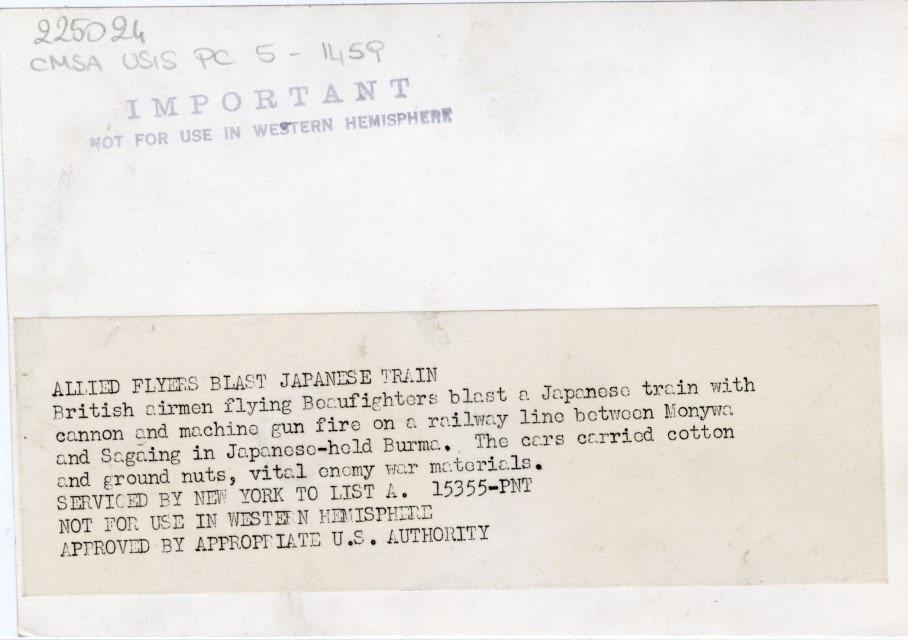 225024
CMSA USIS PC 5 - 1459
IMPORTANT
NOT FOR USE IN WESTERN HEMISPHERE
ALLIED FLYERS BLAST JAPANESE TRAIN
British airmen flying Beaufighters blast a Japanese train with
cannon and machine gun fire on a railway line between Monywa
and Sagaing in Japanese-held Burma. The cars carried cotton
and ground nuts, vital enemy war materials.
SERVICED BY NEW YORK TO LIST A. 15355-PNT
NOT FOR USE IN WESTERN HEMISPHERE
APPROVED BY APPROPRIATE U.S. AUTHORITY